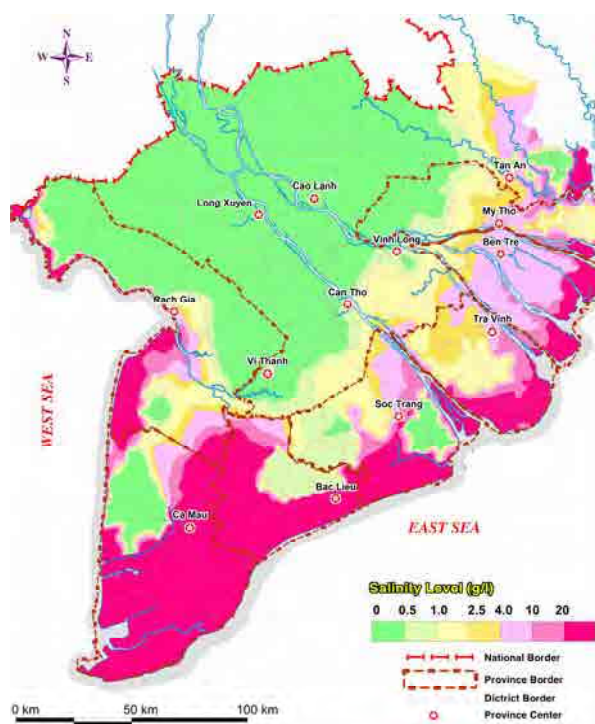 N
W E
S
Tan An
Cao Lanh
Long Xuyen
My Tho
Vinh Long
Ben Tre
Can Tho
Rach Gia
Tra Vinh
Vi Thanh
WEST SEA
Soc Trang
Bac Lieu
Ca Mau
EAST SEA
Salinity Level (g/l)
0 0.5 1.0 2.5 4.0 10 20
National Border
Province Border
Dictrict Border
Province Center
0 km 50 km 100 km